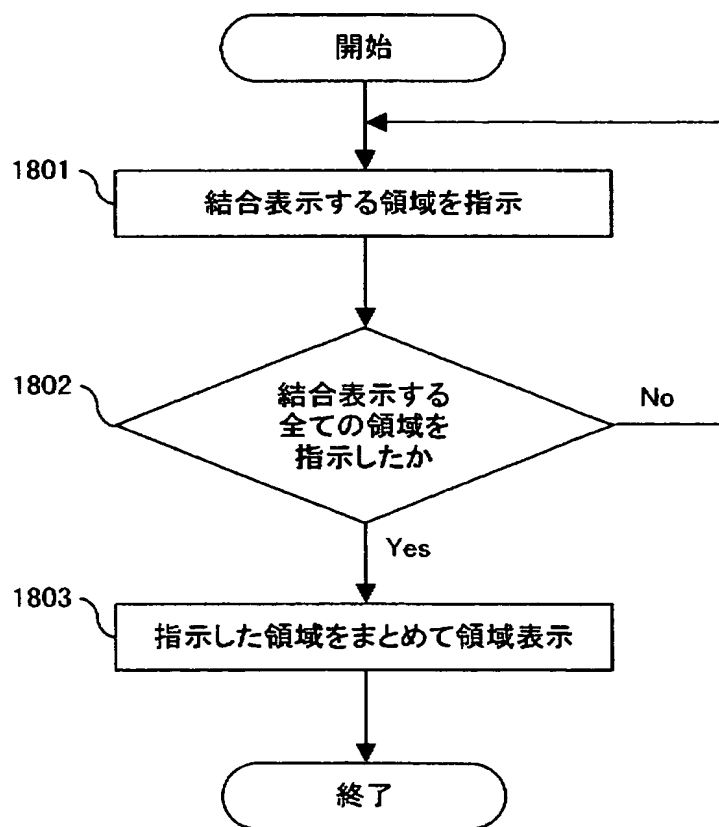 開始
1801
結合表示する領域を指示
1802
結合表示する
全ての領域を
指示したか
No
Yes
1803
指示した領域をまとめて領域表示
終了